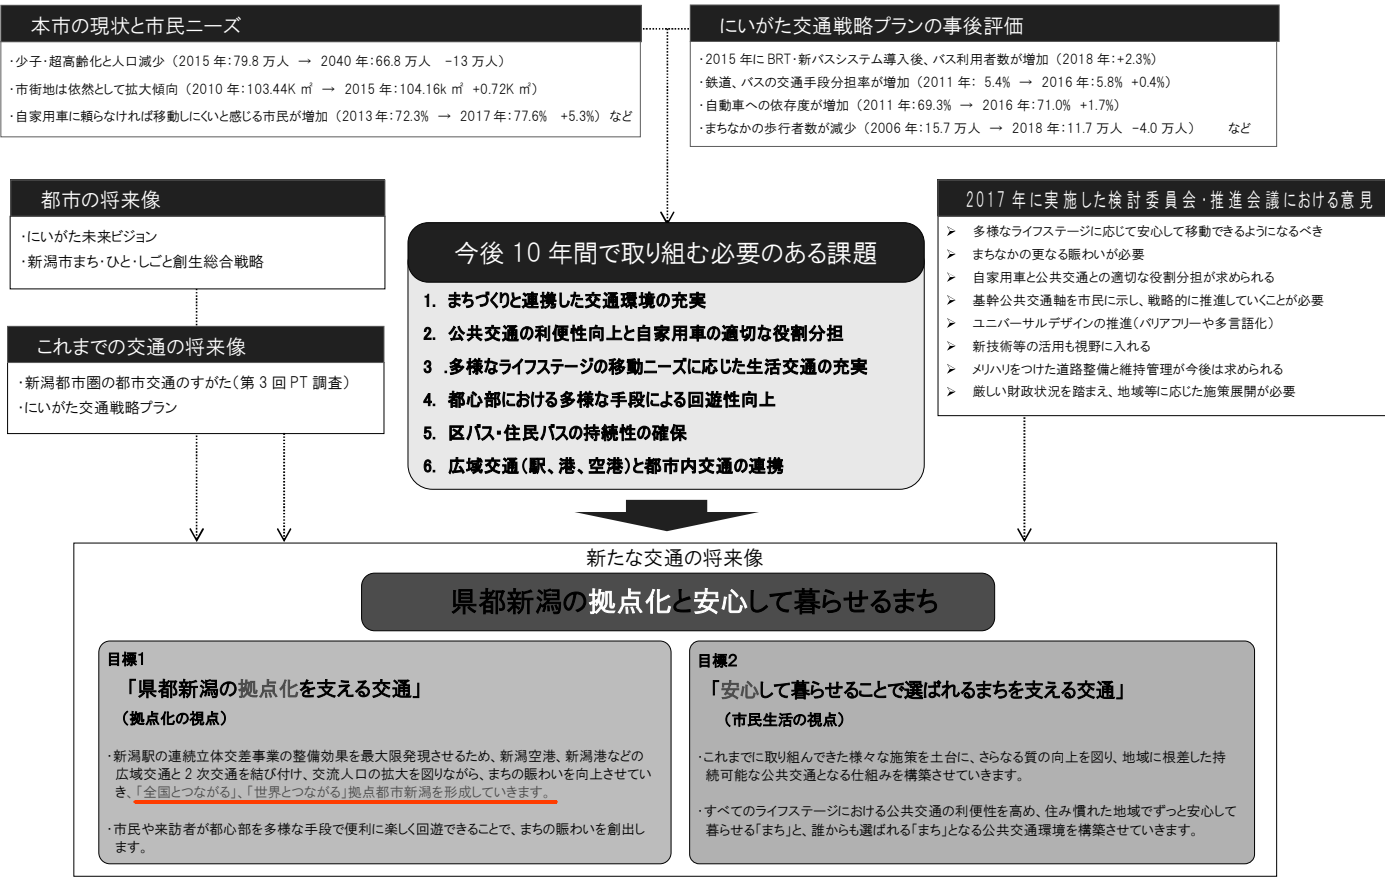 本市の現状と市民ニーズ
・少子・超高齢化と人口減少（2015年：79.8万人 → 2040年：66.8万人 −13万人）
・市街地は依然として拡大傾向（2010年：103.44K㎡ → 2015年：104.16k㎡ +0.72K㎡）
・自家用車に頼らなければ移動しにくいと感じる市民が増加（2013年：72.3% → 2017年：77.6% +5.3%）など
にいがた交通戦略プランの事後評価
・2015年にBRT・新バスシステム導入後、バス利用者数が増加（2018年：+2.3%）
・鉄道、バスの交通手段分担率が増加（2011年： 5.4% → 2016年：5.8% +0.4%）
・自動車への依存度が増加（2011年：69.3% → 2016年：71.0% +1.7%）
・まちなかの歩行者数が減少（2006年：15.7万人 → 2018年：11.7万人 −4.0万人） など
都市の将来像
・にいがた未来ビジョン
・新潟市まち・ひと・しごと創生総合戦略
これまでの交通の将来像
・新潟都市圏の都市交通のすがた（第3回PT調査）
・にいがた交通戦略プラン
今後10年間で取り組む必要のある課題
1. まちづくりと連携した交通環境の充実
2. 公共交通の利便性向上と自家用車の適切な役割分担
3 .多様なライフステージの移動ニーズに応じた生活交通の充実
4. 都心部における多様な手段による回遊性向上
5. 区バス・住民バスの持続性の確保
6. 広域交通（駅、港、空港）と都市内交通の連携
2017年に実施した検討委員会・推進会議における意見
➢ 多様なライフステージに応じて安心して移動できるようになるべき
➢ まちなかの更なる賑わいが必要
➢ 自家用車と公共交通との適切な役割分担が求められる
➢ 基幹公共交通軸を市民に示し、戦略的に推進していくことが必要
➢ ユニバーサルデザインの推進（バリアフリーや多言語化）
➢ 新技術等の活用も視野に入れる
➢ メリハリをつけた道路整備と維持管理が今後は求められる
➢ 厳しい財政状況を踏まえ、地域等に応じた施策展開が必要
新たな交通の将来像
県都新潟の拠点化と安心して暮らせるまち
目標1
「県都新潟の拠点化を支える交通」
（拠点化の視点）
・新潟駅の連続立体交差事業の整備効果を最大限発現させるため、新潟空港、新潟港などの
広域交通と2次交通を結び付け、交流人口の拡大を図りながら、まちの賑わいを向上させてい
き、「全国とつながる」、「世界とつながる」拠点都市新潟を形成していきます。
・市民や来訪者が都心部を多様な手段で便利に楽しく回遊できることで、まちの賑わいを創出し
ます。
目標2
「安心して暮らせることで選ばれるまちを支える交通」
（市民生活の視点）
・これまでに取り組んできた様々な施策を土台に、さらなる質の向上を図り、地域に根差した持
続可能な公共交通となる仕組みを構築させていきます。
・すべてのライフステージにおける公共交通の利便性を高め、住み慣れた地域でずっと安心して
暮らせる「まち」と、誰からも選ばれる「まち」となる公共交通環境を構築させていきます。